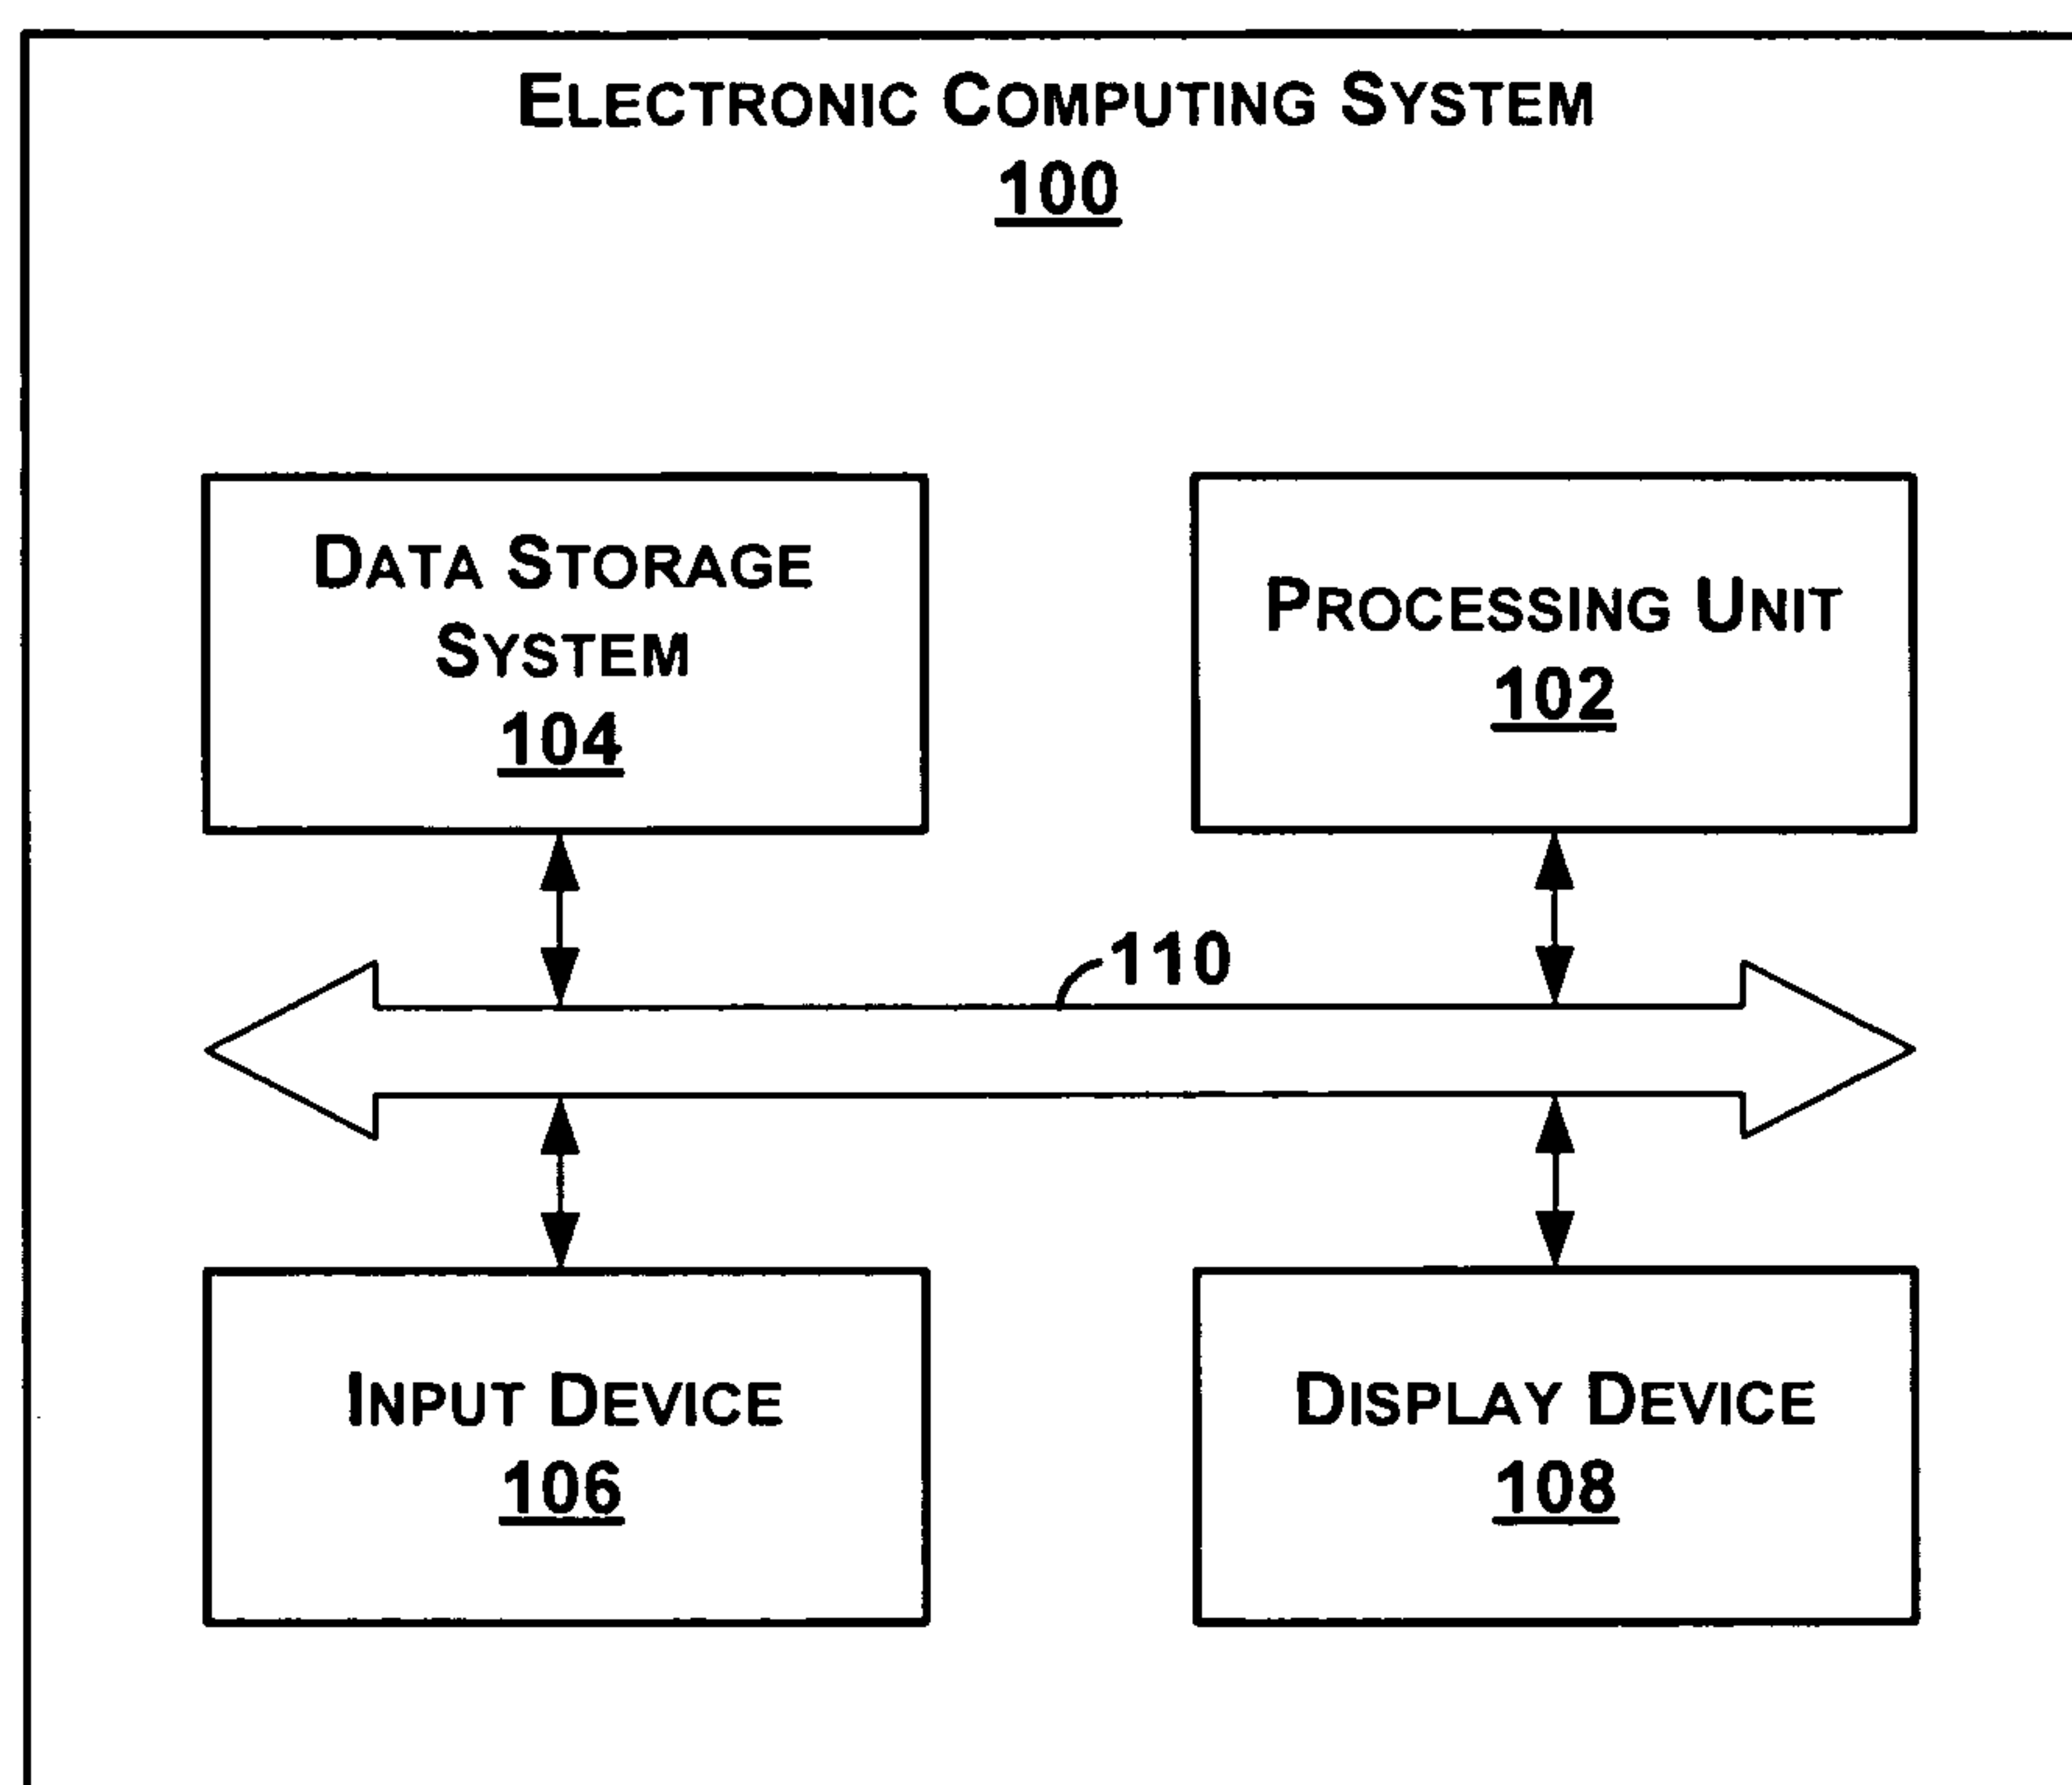 ELECTRONIC COMPUTING SYSTEM
100
DATA STORAGE
SYSTEM
104
PROCESSING UNIT
102
110
INPUT DEVICE
106
DISPLAY DEVICE
108